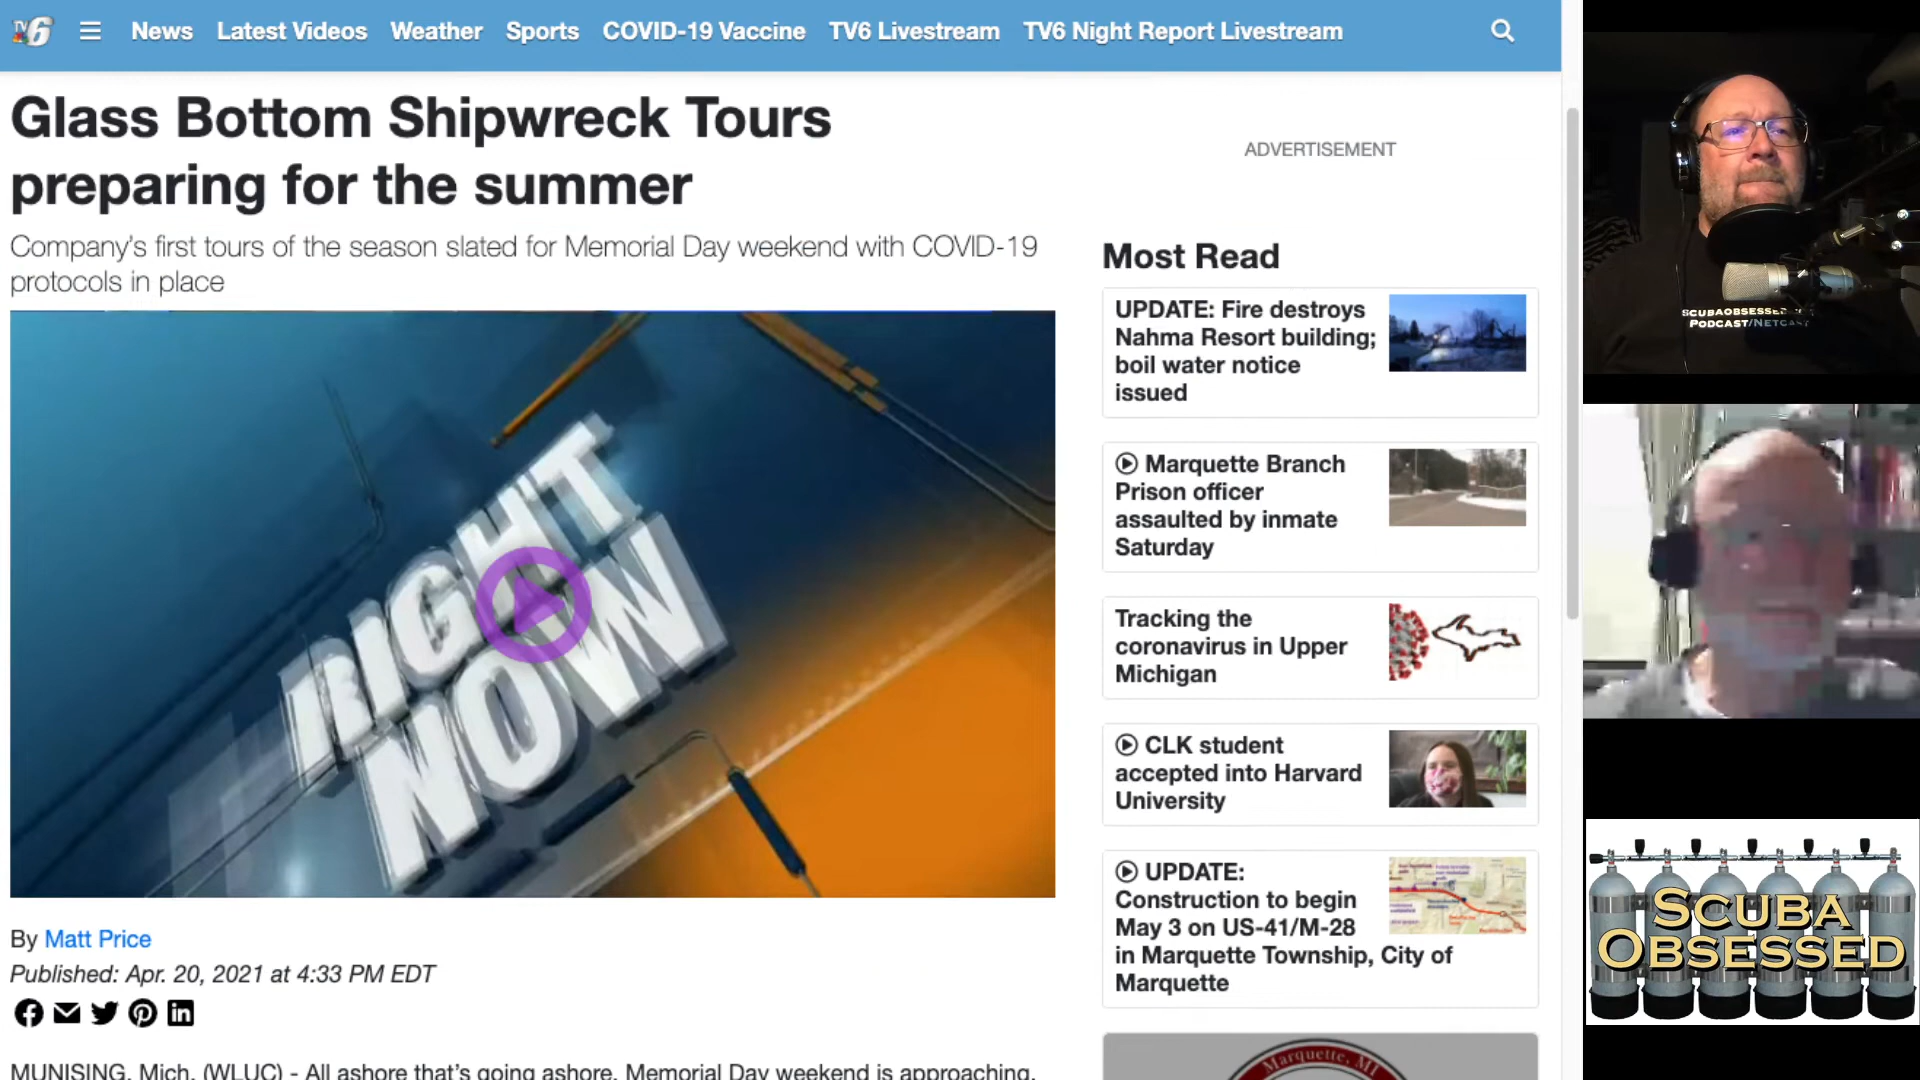 TV6
News
Latest Videos
Weather
Sports
COVID-19 Vaccine
TV6 Livestream
TV6 Night Report Livestream
Glass Bottom Shipwreck Tours
preparing for the summer
Company's first tours of the season slated for Memorial Day weekend with COVID-19
protocols in place
RIGHT
NOW
By Matt Price
Published: Apr. 20, 2021 at 4:33 PM EDT
MUNISING, Mich. (WLUC) - All ashore that's going ashore. Memorial Day weekend is approaching,
ADVERTISEMENT
Most Read
UPDATE: Fire destroys
Nahma Resort building;
boil water notice
issued
Marquette Branch
Prison officer
assaulted by inmate
Saturday
Tracking the
coronavirus in Upper
Michigan
CLK student
accepted into Harvard
University
UPDATE:
Construction to begin
May 3 on US-41/M-28
in Marquette Township, City of
Marquette
Marquette, MI
PODCAST/NETCAST
SCUBA
OBSESSED